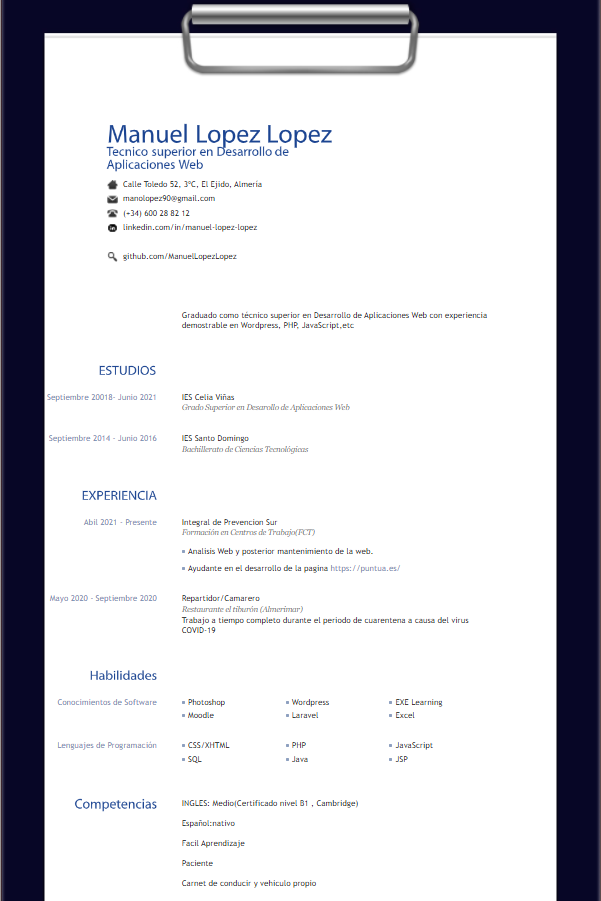 Manuel Lopez Lopez
Tecnico superior en Desarrollo de
Aplicaciones Web
Calle Toledo 52, 3ºC, El Ejido, Almeria
manolopez90@gmail.com
(+34) 600 28 82 12
linkedin.com/in/manuel-lopez-lopez
github.com/ManuelLopezLopez
Graduado como técnico superior en Desarrollo de Aplicaciones Web con experiencia
demostrable en Wordpress, PHP, JavaScript,etc
ESTUDIOS
Septiembre 20018- Junio 2021 IES Celia Viñas
Grado Superior en Desarollo de Aplicaciones Web
Septiembre 2014 - Junio 2016 IES Santo Domingo
Bachillerato de Ciencias Tecnológicas
EXPERIENCIA
Abil 2021 - Presente Integral de Prevencion Sur
Formación en Centros de Trabajo(FCT)
Analisis Web y posterior mantenimiento de la web.
Ayudante en el desarrollo de la pagina https://puntua.es/
Mayo 2020 - Septiembre 2020 Repartidor/Camarero
Restaurante el tiburón (Almerimar)
Trabajo a tiempo completo durante el periodo de cuarentena a causa del virus
COVID-19
Habilidades
Conocimientos de Software Photoshop Wordpress EXE Learning
Moodle Laravel Excel
Lenguajes de Programación CSS/XHTML PHP JavaScript
SQL Java JSP
Competencias INGLES: Medio(Certificado nivel B1 , Cambridge)
Español:nativo
Facil Aprendizaje
Paciente
Carnet de conducir y vehículo propio